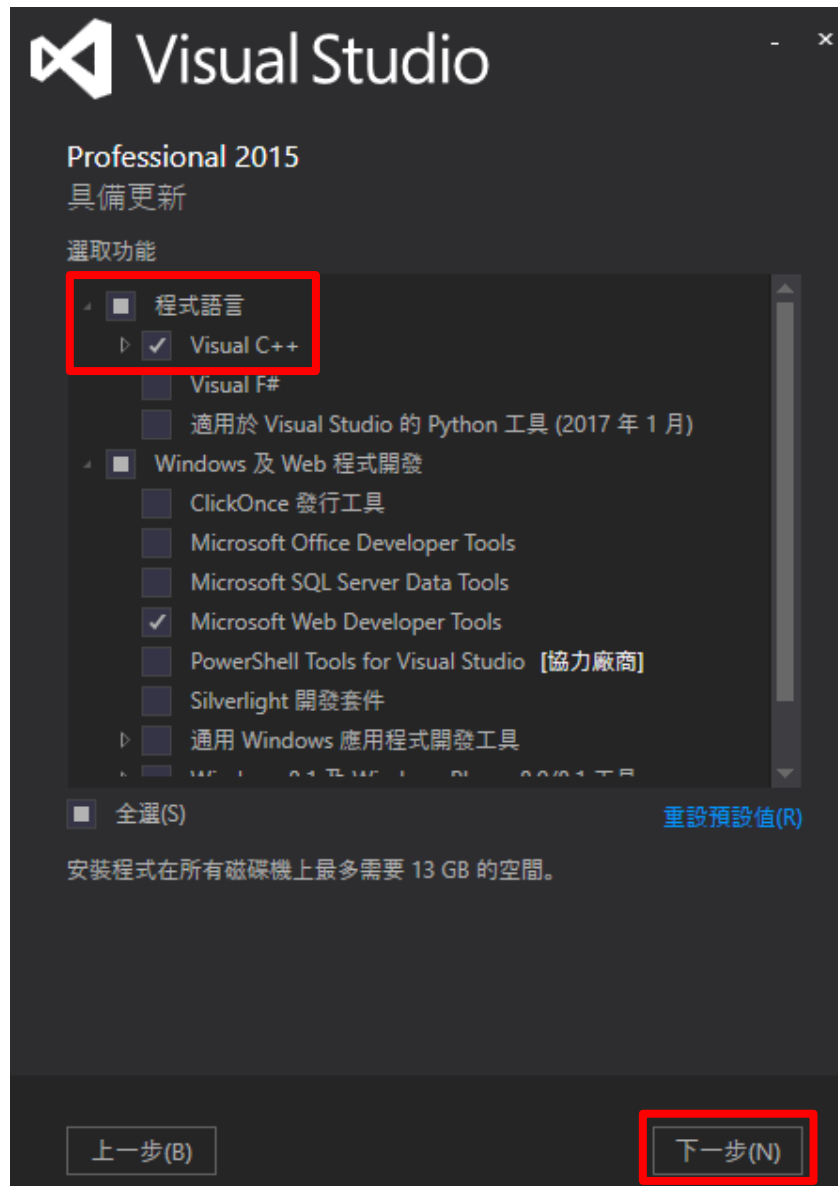 Visual Studio
Professional 2015
具備更新
選取功能
程式語言
Visual C++
Visual F#
適用於 Visual Studio 的 Python 工具 (2017 年 1 月)
Windows 及 Web 程式開發
ClickOnce 發行工具
Microsoft Office Developer Tools
Microsoft SQL Server Data Tools
Microsoft Web Developer Tools
PowerShell Tools for Visual Studio [協力廠商]
Silverlight 開發套件
通用 Windows 應用程式開發工具
全選(S)
重設預設值(R)
安裝程式在所有磁碟機上最多需要 13 GB 的空間。
上一步(B)
下一步(N)